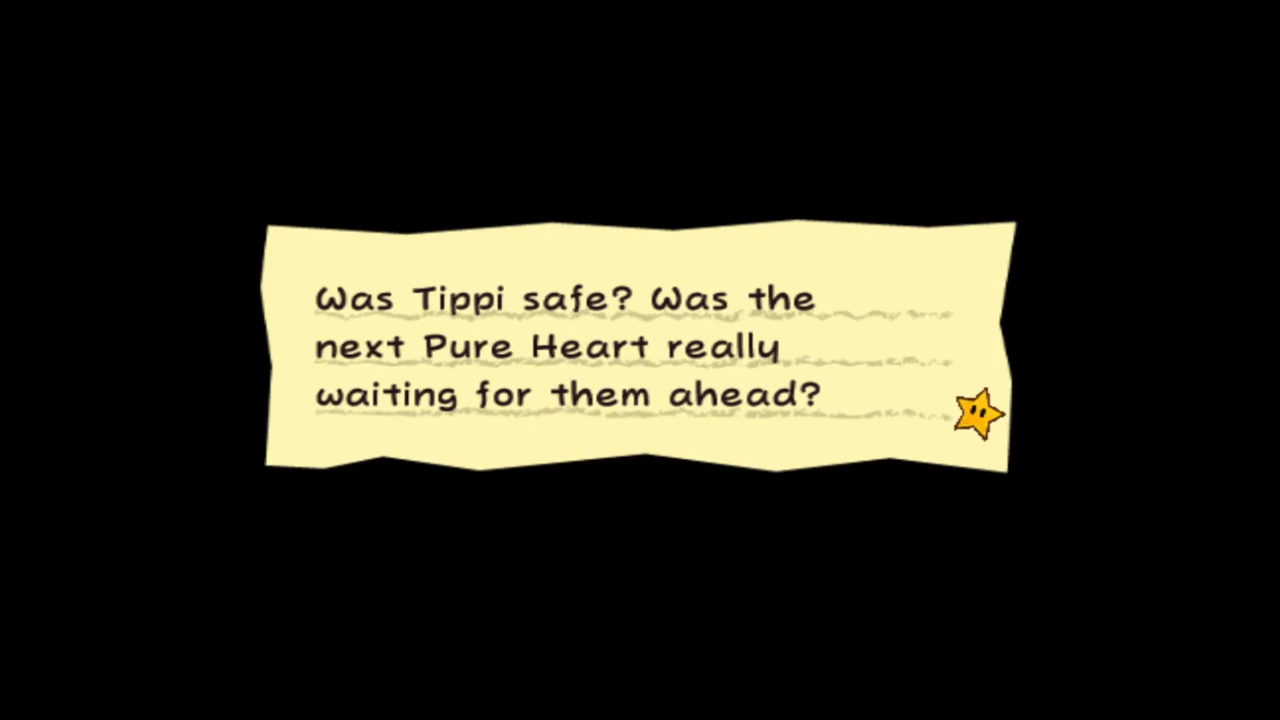 Was Tippi safe? Was the
next Pure Heart really
waiting for them ahead?